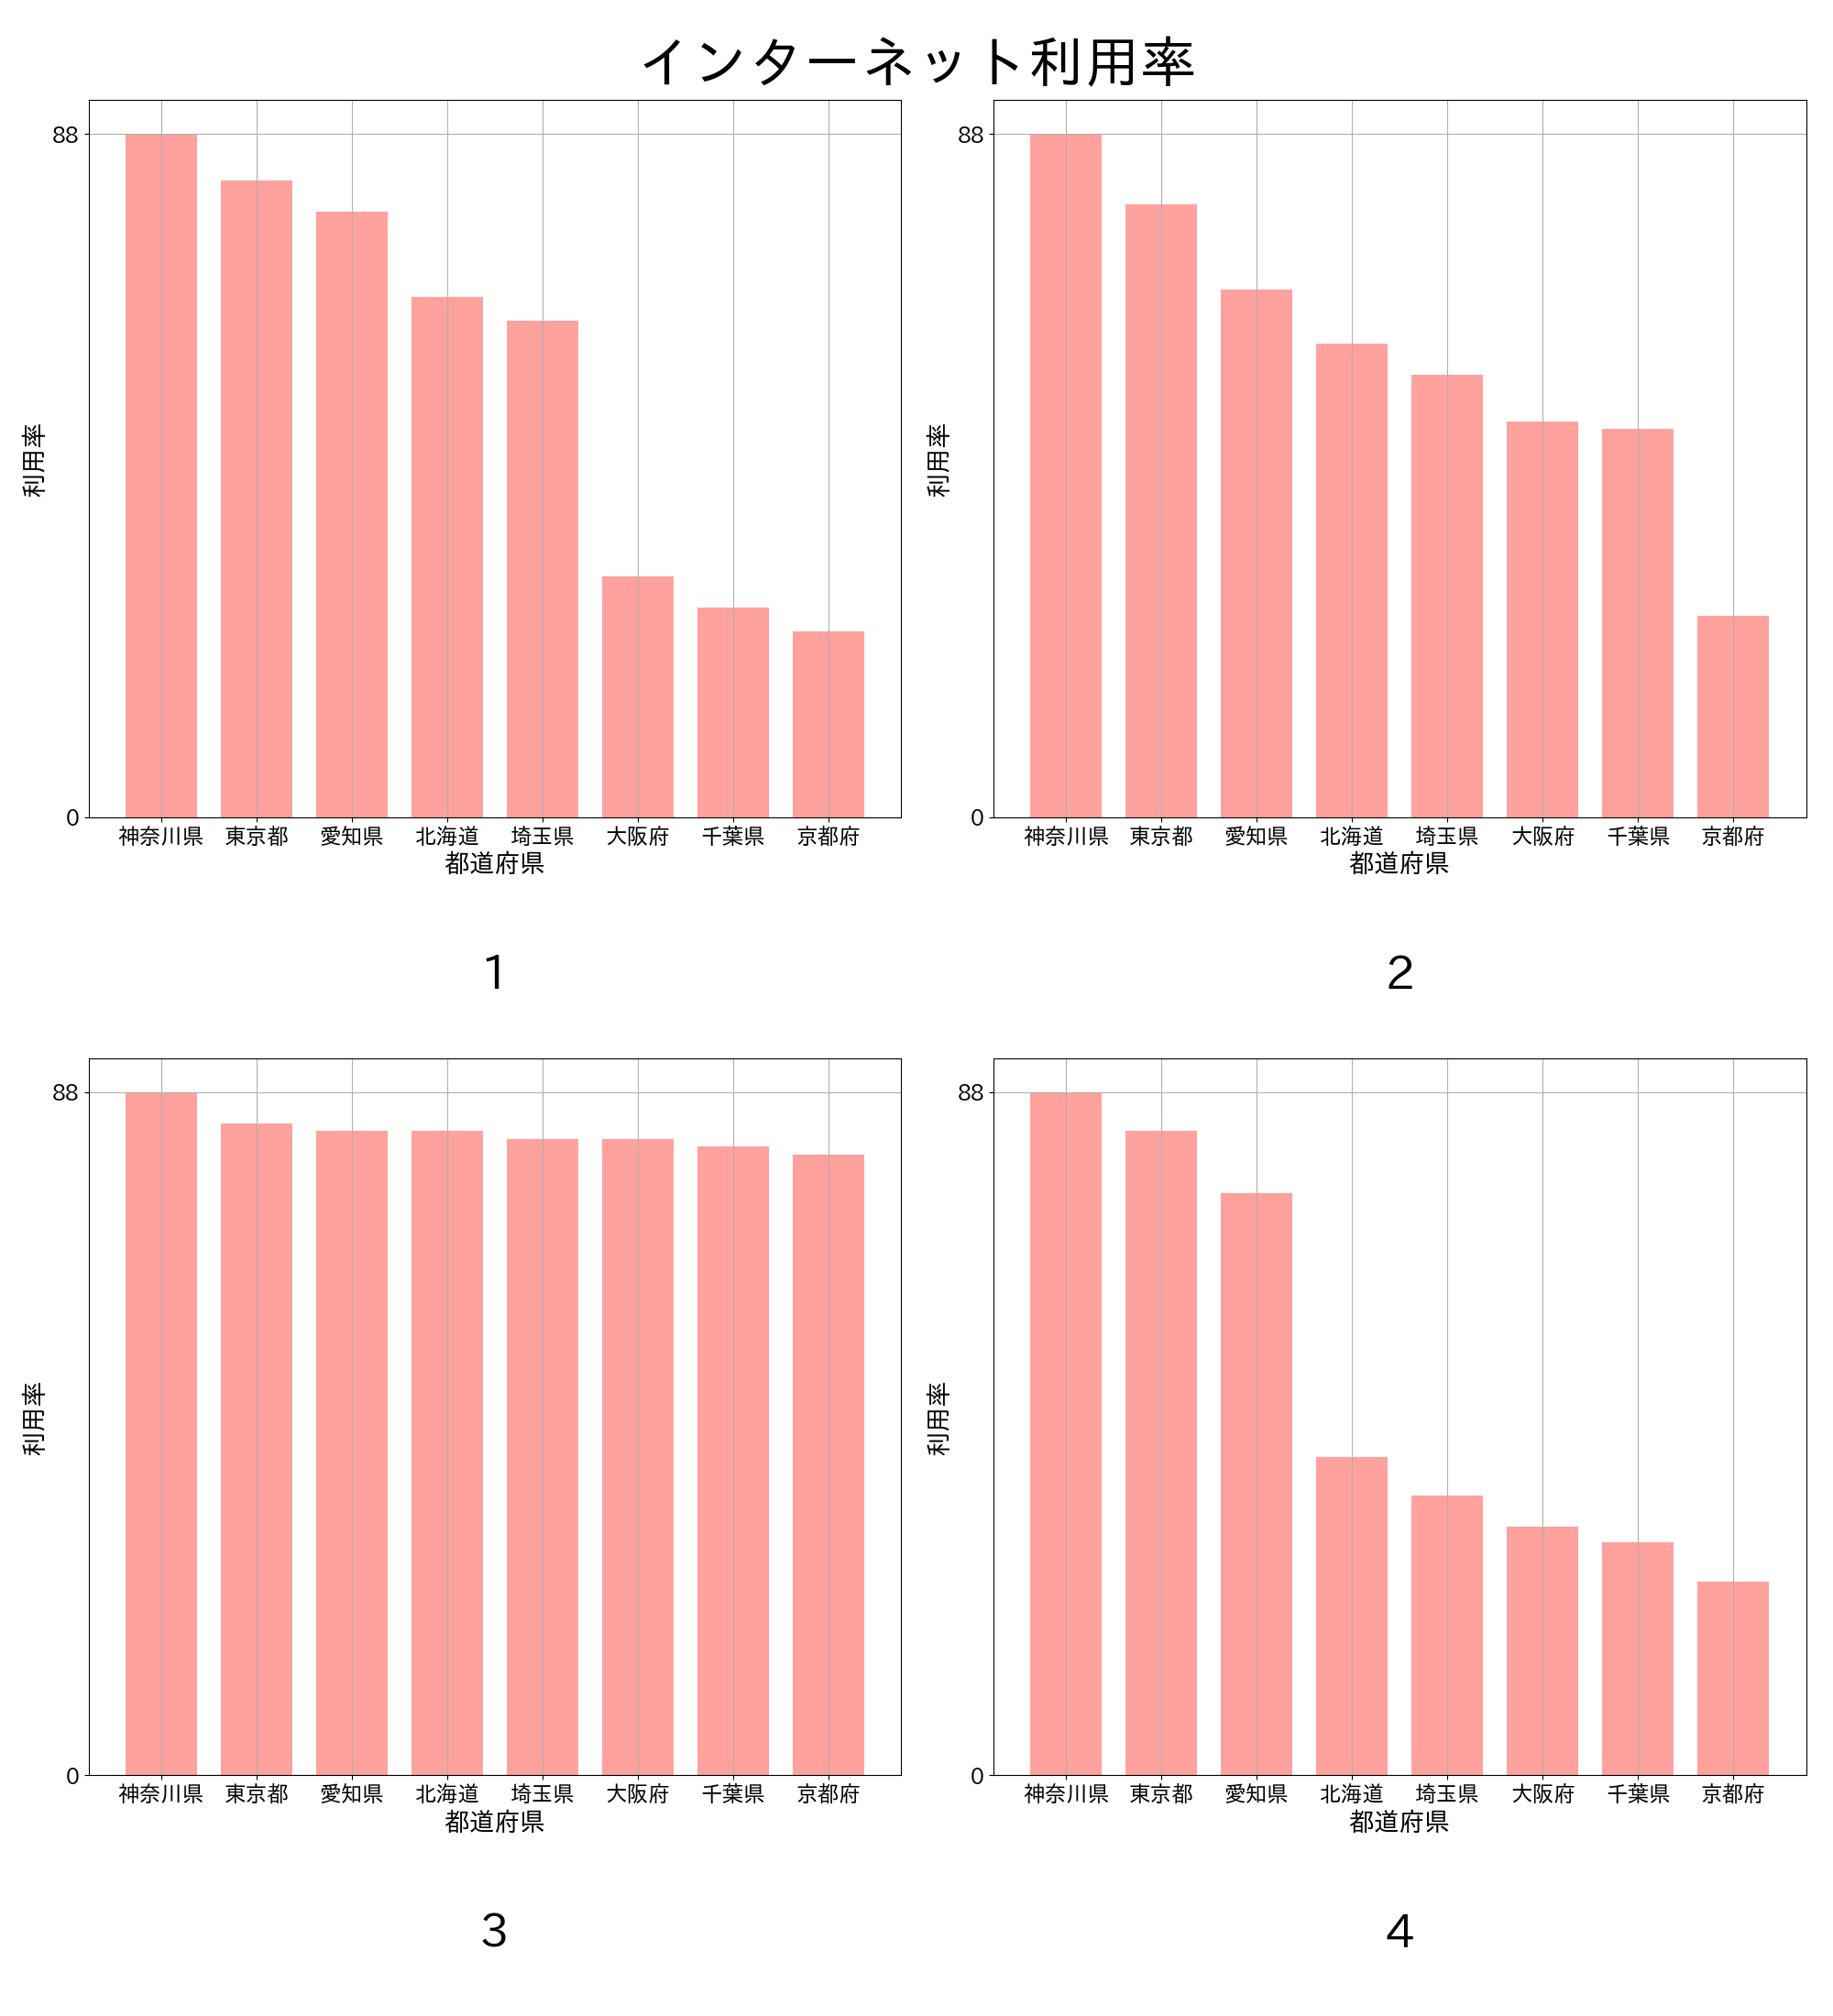 インターネット利用率
88
0
利用率
神奈川県 東京都 愛知県 北海道 埼玉県 大阪府 千葉県 京都府
都道府県
1
88
0
利用率
神奈川県 東京都 愛知県 北海道 埼玉県 大阪府 千葉県 京都府
都道府県
2
88
0
利用率
神奈川県 東京都 愛知県 北海道 埼玉県 大阪府 千葉県 京都府
都道府県
3
88
0
利用率
神奈川県 東京都 愛知県 北海道 埼玉県 大阪府 千葉県 京都府
都道府県
4